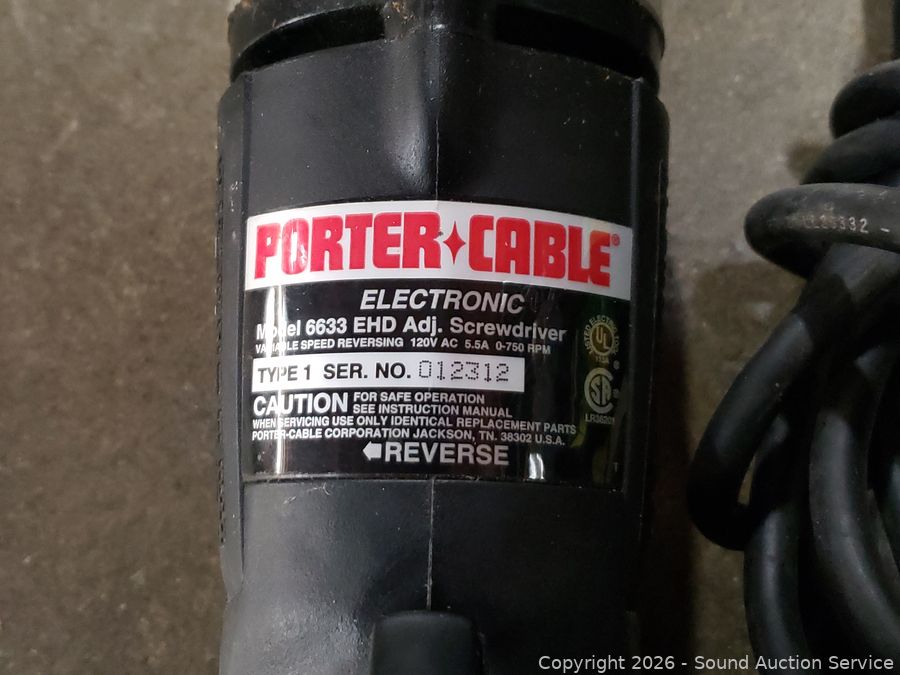 PORTER+CABLE®
ELECTRONIC
Model 6633 EHD Adj. Screwdriver
VARIABLE SPEED REVERSING 120V AC 5.5A 0-750 RPM
TYPE 1 SER. NO. 012312
CAUTION FOR SAFE OPERATION
SEE INSTRUCTION MANUAL
WHEN SERVICING USE ONLY IDENTICAL REPLACEMENT PARTS
PORTER-CABLE CORPORATION JACKSON, TN. 38302 U.S.A.
REVERSE
UL
Copyright 2026 - Sound Auction Service